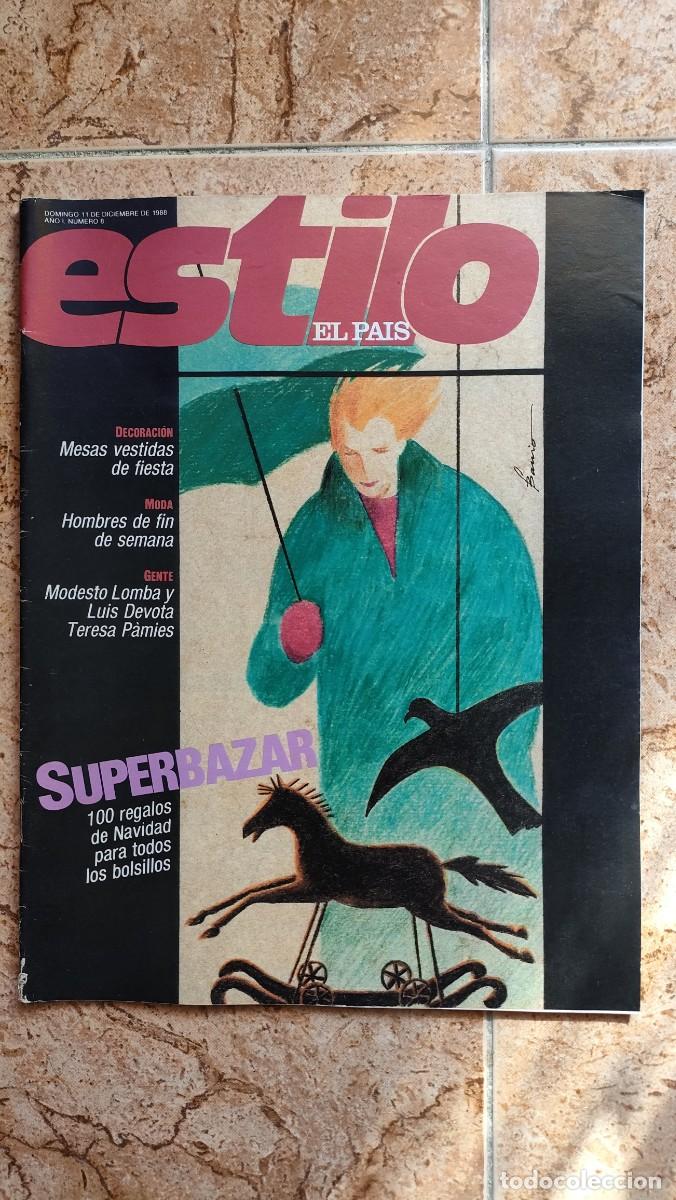 DOMINGO 11 DE DICIEMBRE DE 1988
AÑO I. NÚMERO 8
estilo
EL PAIS
DECORACIÓN
Mesas vestidas
de fiesta
MODA
Hombres de fin
de semana
GENTE
Modesto Lomba y
Luis Devota
Teresa Pàmies
SUPERBAZAR
100 regalos
de Navidad
para todos
los bolsillos
todocoleccion